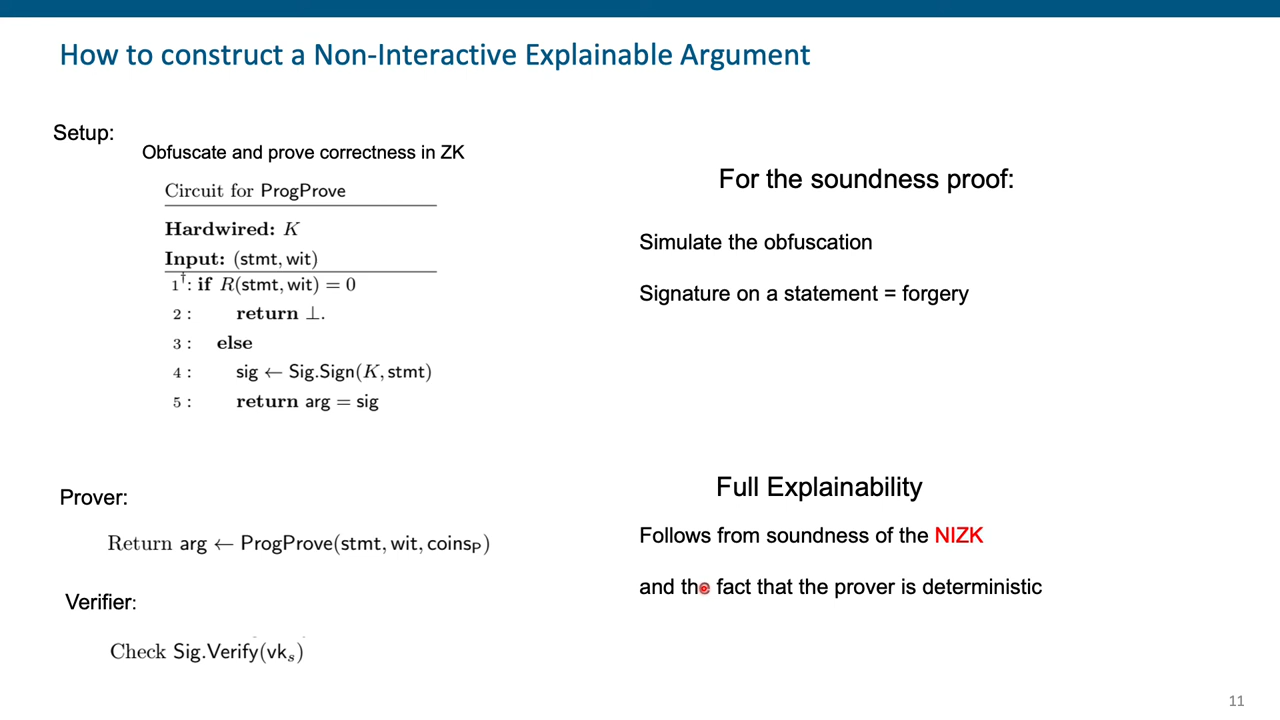 How to construct a Non-Interactive Explainable Argument
Setup:
Obfuscate and prove correctness in ZK
Circuit for ProgProve
Hardwired: K
Input: (stmt, wit)
1†: if R(stmt, wit) = 0
2 : return ⊥.
3 : else
4 : sig ← Sig.Sign(K, stmt)
5 : return arg = sig
Prover:
Return arg ← ProgProve(stmt, wit, coinsP)
Verifier:
Check Sig.Verify(vks)
For the soundness proof:
Simulate the obfuscation
Signature on a statement = forgery
Full Explainability
Follows from soundness of the NIZK
and the fact that the prover is deterministic
11